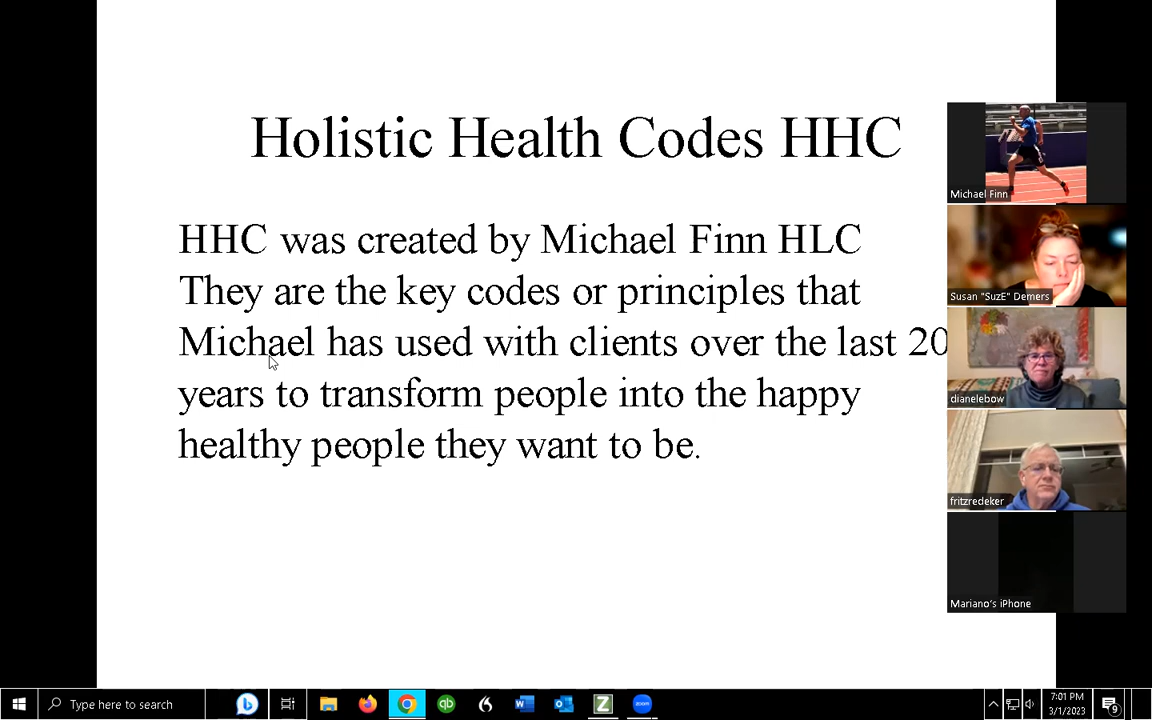 Holistic Health Codes HHC
HHC was created by Michael Finn HLC
They are the key codes or principles that
Michael has used with clients over the last 20
years to transform people into the happy
healthy people they want to be.
Michael Finn
Susan "SuzE" Demers
dianelebow
fritzredeker
Mariano's iPhone
Type here to search
7:01 PM
3/1/2023